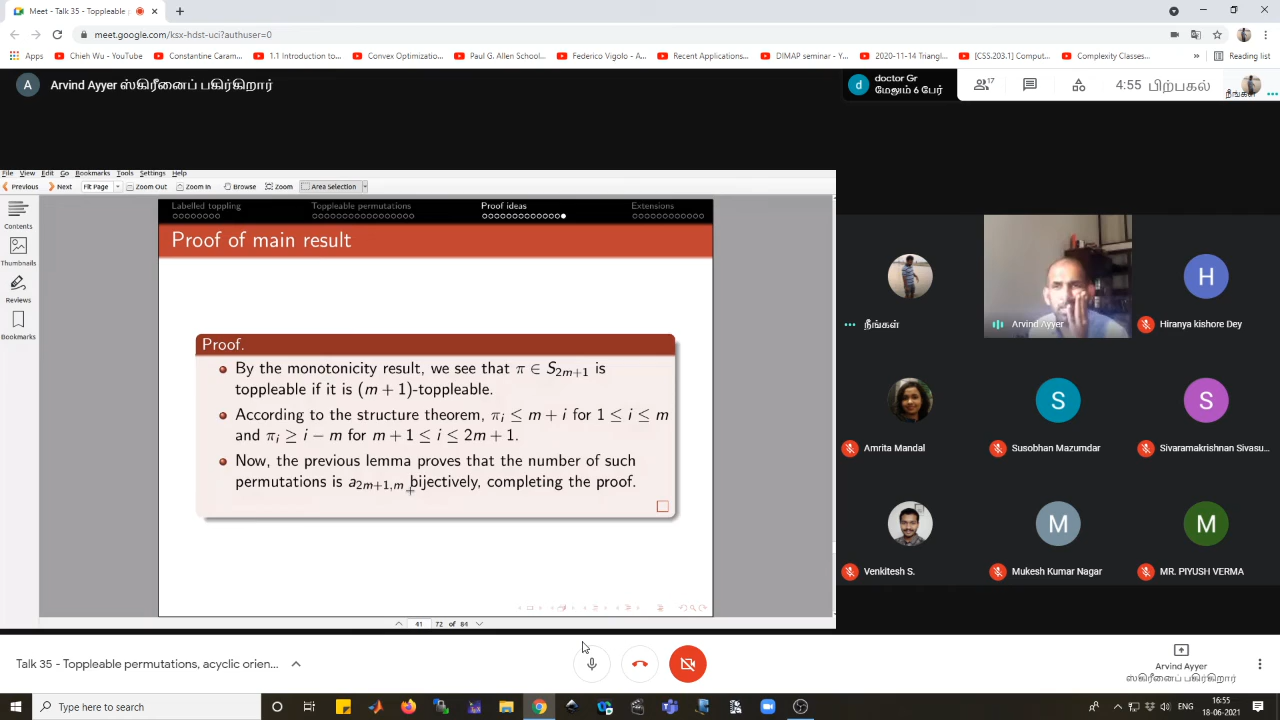 Meet - Talk 35 - Toppleable
meet.google.com/ksx-hdst-uci?authuser=0
Apps Chieh Wu - YouTube Constantine Caram... 1.1 Introduction to... Convex Optimizatio... Paul G. Allen School... Federico Vigolo - A... Recent Applications... DIMAP seminar - Y... 2020-11-14 Triangl... [CSS.203.1] Comput... Complexity Classes... » Reading list
A Arvind Ayyer ஸ்கிரீனைப் பகிர்கிறார்
d doctor Gr
மேலும் 6 பேர்
17
4:55 பிற்பகல்
நீங்கள்
File View Edit Go Bookmarks Tools Settings Help
Previous Next Fit Page Zoom Out Zoom In Browse Zoom Area Selection
Contents
Thumbnails
Reviews
Bookmarks
Labelled toppling Toppleable permutations Proof ideas Extensions
Proof of main result
Proof.
By the monotonicity result, we see that π ∈ S₂ₘ₊₁ is
toppleable if it is (m + 1)-toppleable.
According to the structure theorem, πᵢ ≤ m + i for 1 ≤ i ≤ m
and πᵢ ≥ i − m for m + 1 ≤ i ≤ 2m + 1.
Now, the previous lemma proves that the number of such
permutations is a₂ₘ₊₁,ₘ bijectively, completing the proof.
41 72 of 84
நீங்கள்
Arvind Ayyer
H
Hiranya kishore Dey
Amrita Mandal
S
Susobhan Mazumdar
S
Sivaramakrishnan Sivasu...
Venkitesh S.
M
Mukesh Kumar Nagar
M
MR. PIYUSH VERMA
Talk 35 - Toppleable permutations, acyclic orien...
Arvind Ayyer
ஸ்கிரீனைப் பகிர்கிறார்
Type here to search
ENG
16:55
18-06-2021